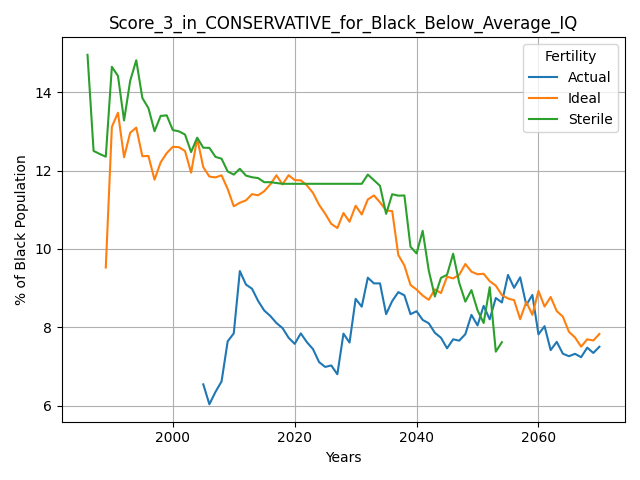 Score_3_in_CONSERVATIVE_for_Black_Below_Average_IQ
Fertility
Actual
Ideal
Sterile
% of Black Population
14
12
10
8
6
2000
2020
2040
2060
Years